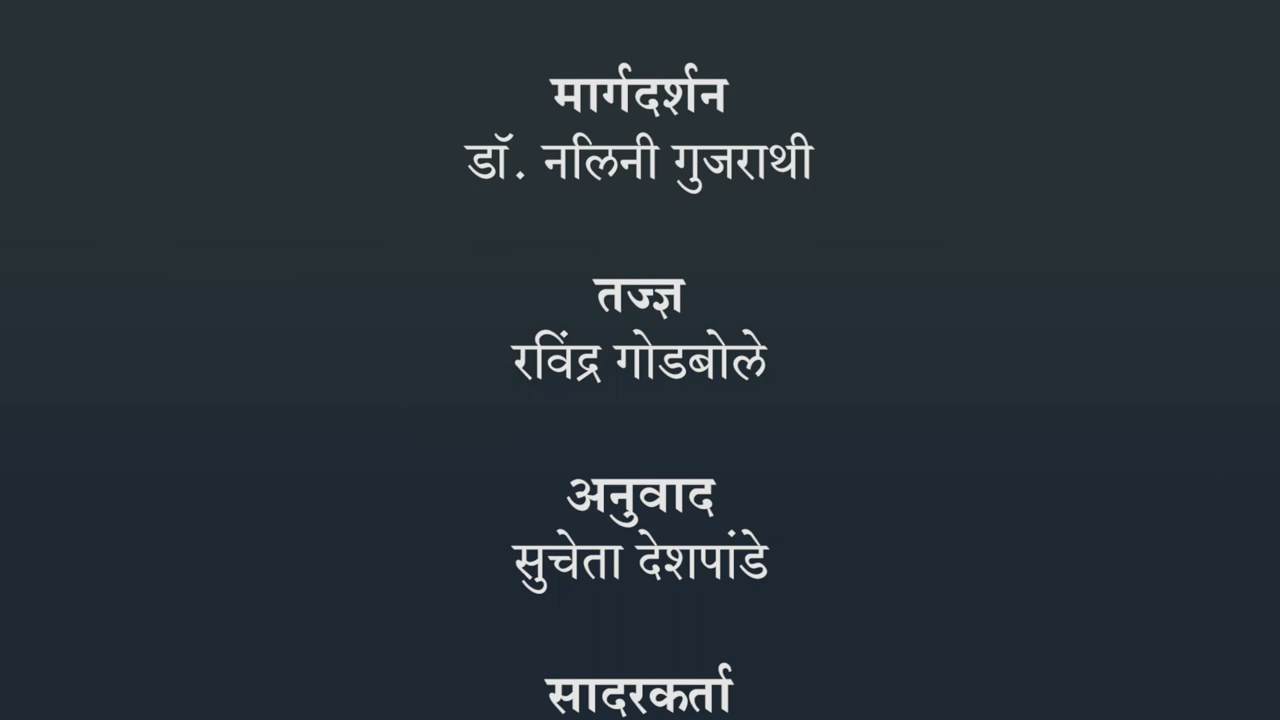 मार्गदर्शन
डॉ. नलिनी गुजराथी
तज्ज्ञ
रविंद्र गोडबोले
अनुवाद
सुचेता देशपांडे
सादरकर्ता